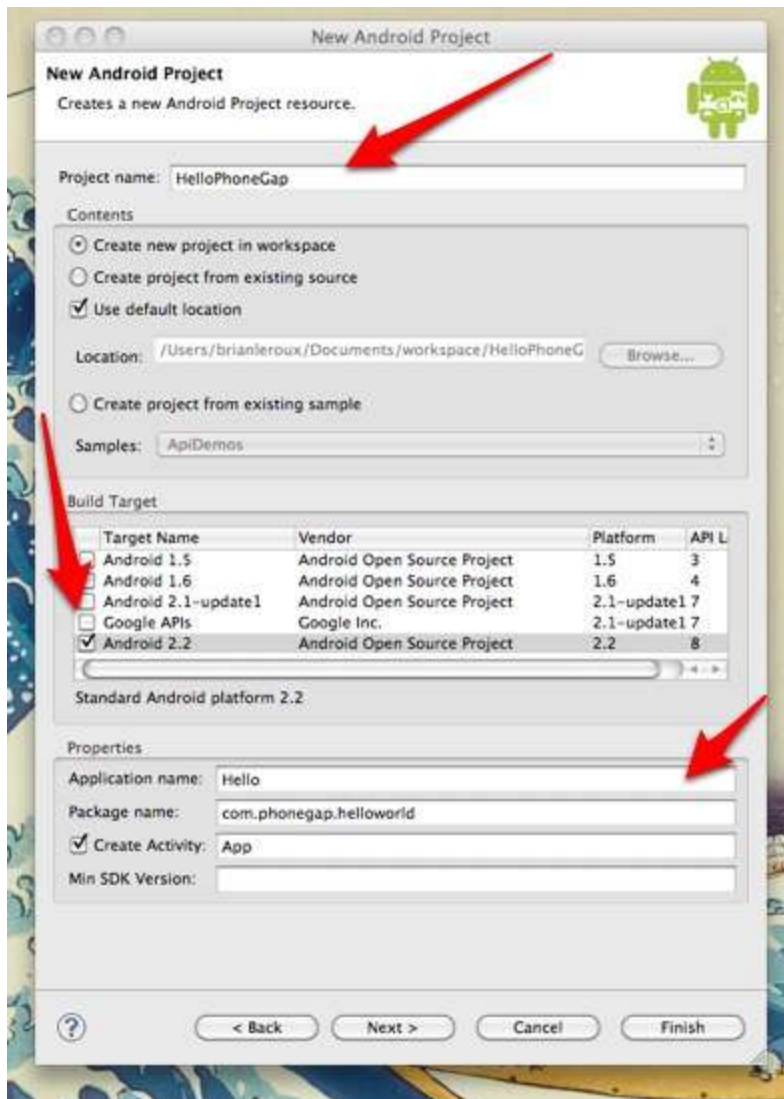 New Android Project
New Android Project
Creates a new Android Project resource.
Project name: HelloPhoneGap
Contents
Create new project in workspace
Create project from existing source
Use default location
Location: /Users/brianleroux/Documents/workspace/HelloPhoneG Browse...
Create project from existing sample
Samples: ApiDemos
Build Target
Target Name Vendor Platform API L
Android 1.5 Android Open Source Project 1.5 3
Android 1.6 Android Open Source Project 1.6 4
Android 2.1-update1 Android Open Source Project 2.1-update1 7
Google APIs Google Inc. 2.1-update1 7
Android 2.2 Android Open Source Project 2.2 8
Standard Android platform 2.2
Properties
Application name: Hello
Package name: com.phonegap.helloworld
Create Activity: App
Min SDK Version:
? < Back Next > Cancel Finish